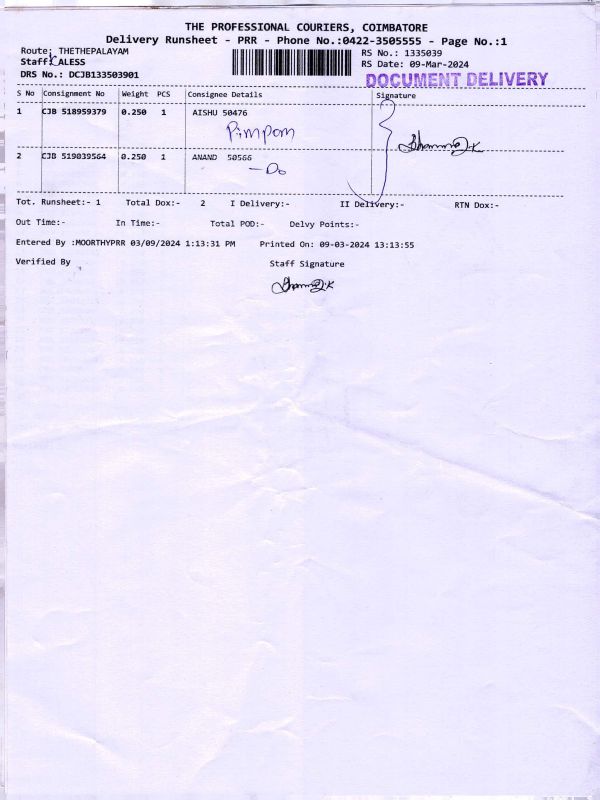 THE PROFESSIONAL COURIERS, COIMBATORE
Delivery Runsheet - PRR - Phone No.:0422-3505555 - Page No.:1
Route: THETHEPALAYAM
RS No.: 1335039
Staff:KALESS
RS Date: 09-Mar-2024
DRS No.: DCJB133503901
DOCUMENT DELIVERY
S No Consignment No Weight PCS Consignee Details Signature
1 CJB 518959379 0.250 1 AISHU 50476
Pimpom
2 CJB 519039564 0.250 1 ANAND 50566
- Do
Tot. Runsheet:- 1 Total Dox:- 2 I Delivery:- II Delivery:- RTN Dox:-
Out Time:- In Time:- Total POD:- Delvy Points:-
Entered By :MOORTHYPRR 03/09/2024 1:13:31 PM Printed On: 09-03-2024 13:13:55
Verified By Staff Signature